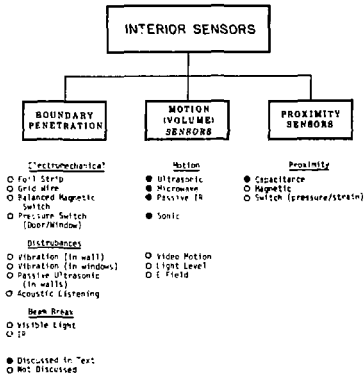 INTERIOR SENSORS
BOUNDARY
PENETRATION
MOTION
(VOLUME)
SENSORS
PROXIMITY
SENSORS
Electromechanical
O Foil Strip
O Grid Wire
O Balanced Magnetic
Switch
O Pressure Switch
(Door/Window)
Distrubances
O Vibration (in wall)
O Vibration (in windows)
O Passive Ultrasonic
(in walls)
O Acoustic Listening
Beam Break
O Visible Light
O IR
● Discussed in Text
O Not Discussed
Motion
● Ultrasonic
● Microwave
● Passive IR
● Sonic
O Video Motion
O Light Level
O E Field
Proximity
● Capacitance
O Magnetic
O Switch (pressure/strain)